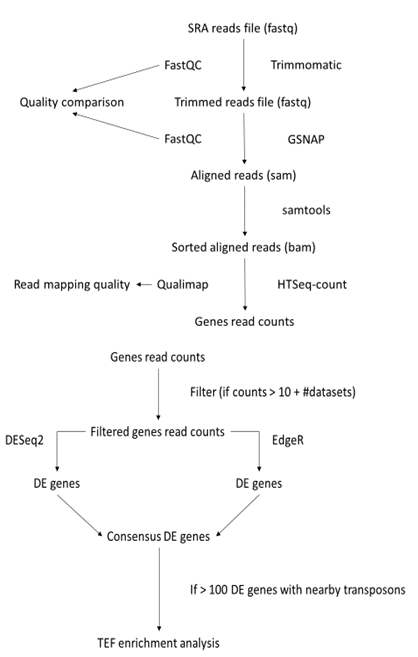 SRA reads file (fastq)
FastQC
Trimmomatic
Quality comparison
Trimmed reads file (fastq)
FastQC
GSNAP
Aligned reads (sam)
samtools
Sorted aligned reads (bam)
Read mapping quality
Qualimap
HTSeq-count
Genes read counts
Genes read counts
Filter (if counts > 10 + #datasets)
Filtered genes read counts
DESeq2
EdgeR
DE genes
DE genes
Consensus DE genes
If > 100 DE genes with nearby transposons
TEF enrichment analysis